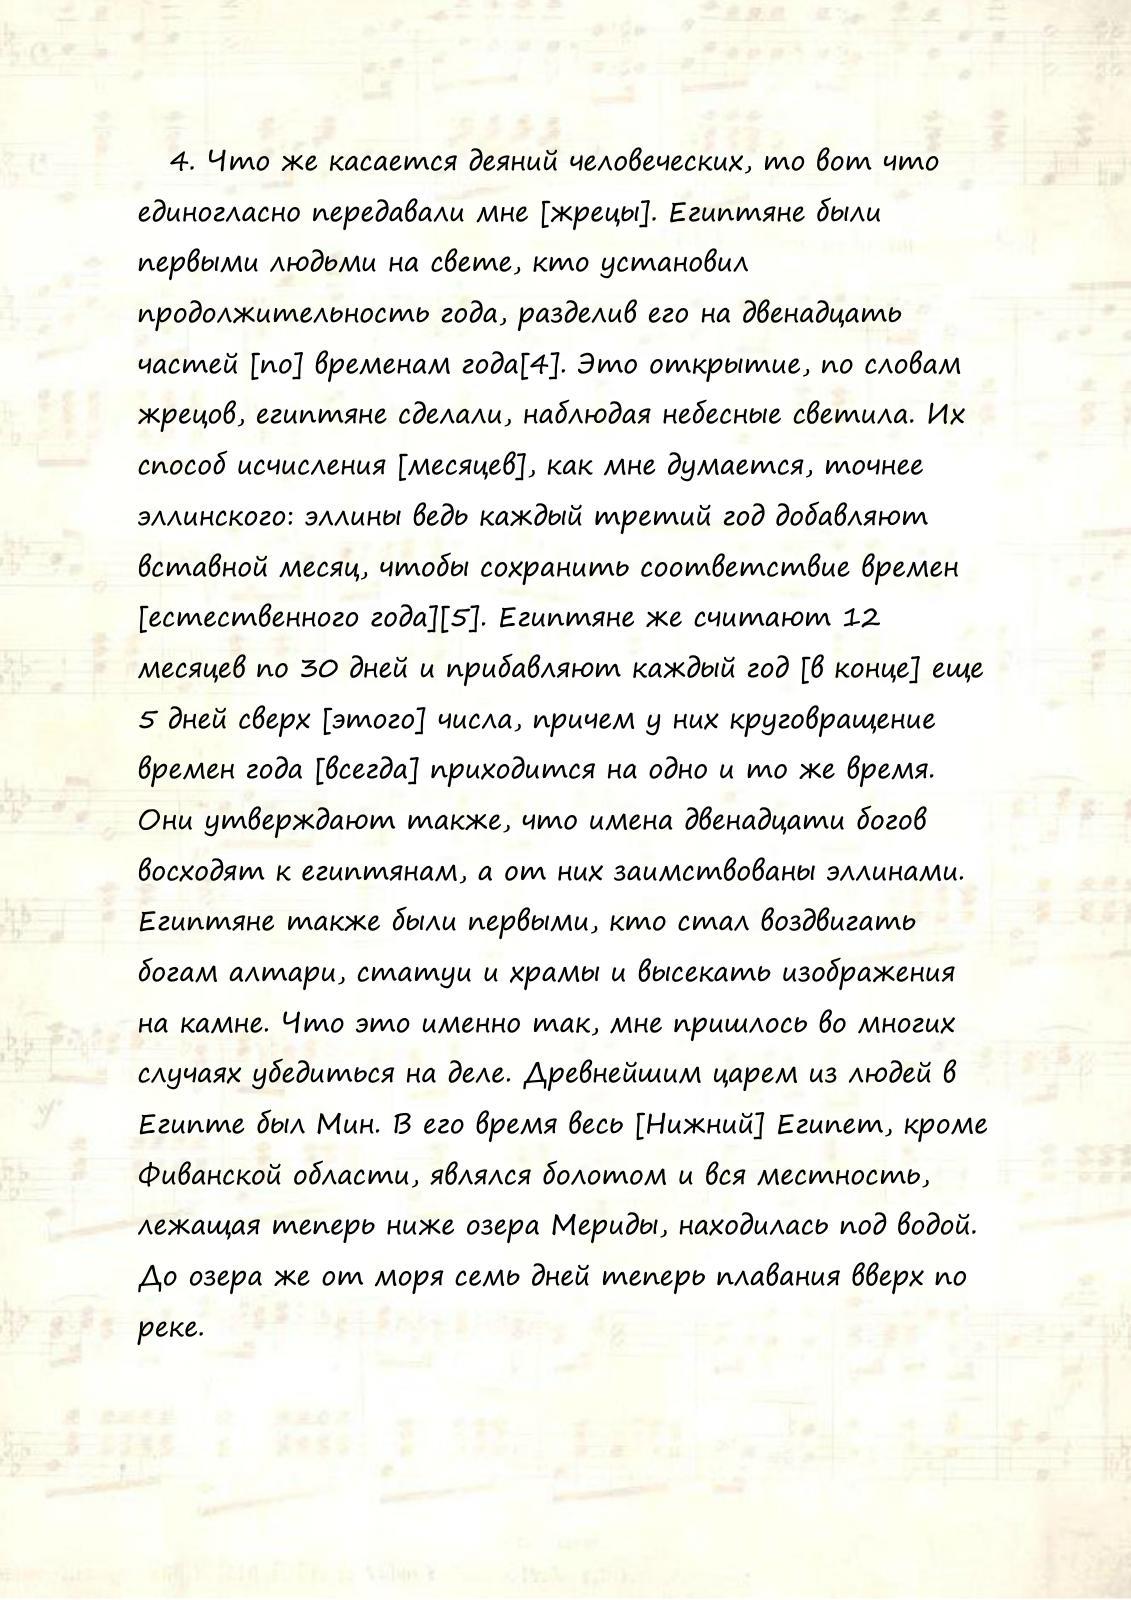 4. Что же касается деяний человеческих, то вот что
единогласно передавали мне [жрецы]. Египтяне были
первыми людьми на свете, кто установил
продолжительность года, разделив его на двенадцать
частей [по] временам года[4]. Это открытие, по словам
жрецов, египтяне сделали, наблюдая небесные светила. Их
способ исчисления [месяцев], как мне думается, точнее
эллинского: эллины ведь каждый третий год добавляют
вставной месяц, чтобы сохранить соответствие времен
[естественного года][5]. Египтяне же считают 12
месяцев по 30 дней и прибавляют каждый год [в конце] еще
5 дней сверх [этого] числа, причем у них круговращение
времен года [всегда] приходится на одно и то же время.
Они утверждают также, что имена двенадцати богов
восходят к египтянам, а от них заимствованы эллинами.
Египтяне также были первыми, кто стал воздвигать
богам алтари, статуи и храмы и высекать изображения
на камне. Что это именно так, мне пришлось во многих
случаях убедиться на деле. Древнейшим царем из людей в
Египте был Мин. В его время весь [Нижний] Египет, кроме
Фиванской области, являлся болотом и вся местность,
лежащая теперь ниже озера Мериды, находилась под водой.
До озера же от моря семь дней теперь плавания вверх по
реке.